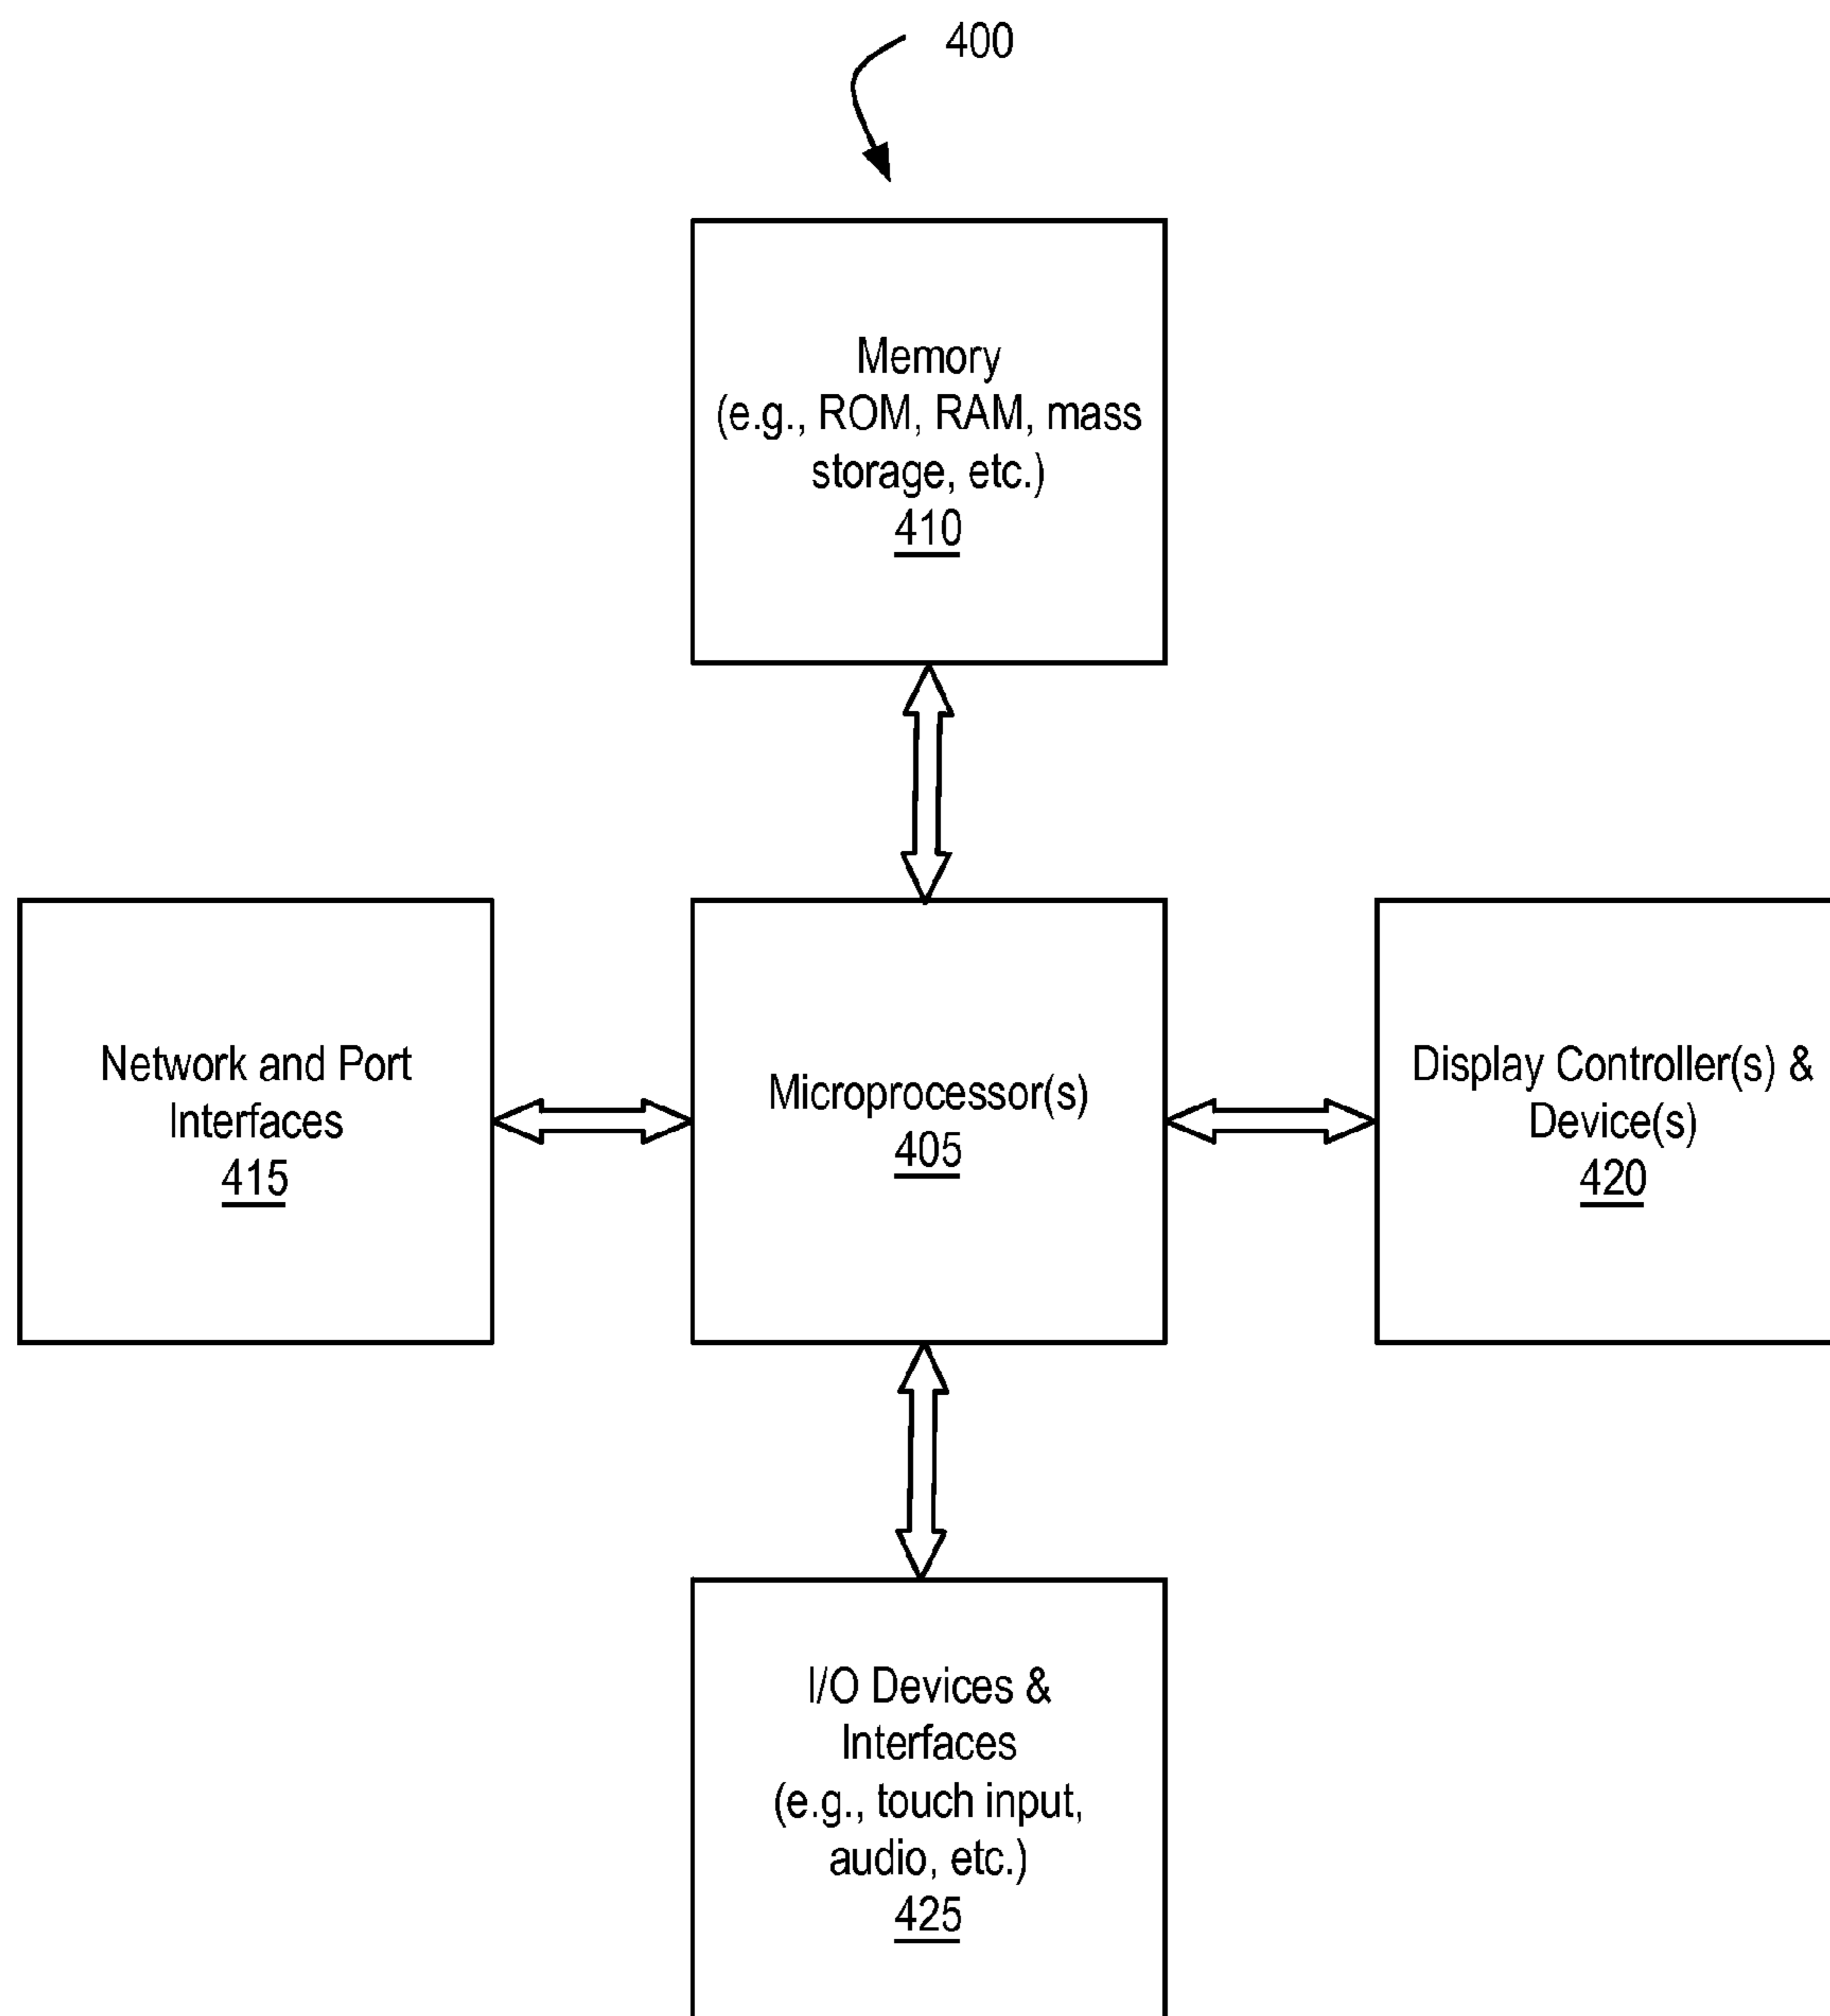 400
Memory
(e.g., ROM, RAM, mass
storage, etc.)
410
Network and Port
Interfaces
415
Microprocessor(s)
405
Display Controller(s) &
Device(s)
420
I/O Devices &
Interfaces
(e.g., touch input,
audio, etc.)
425